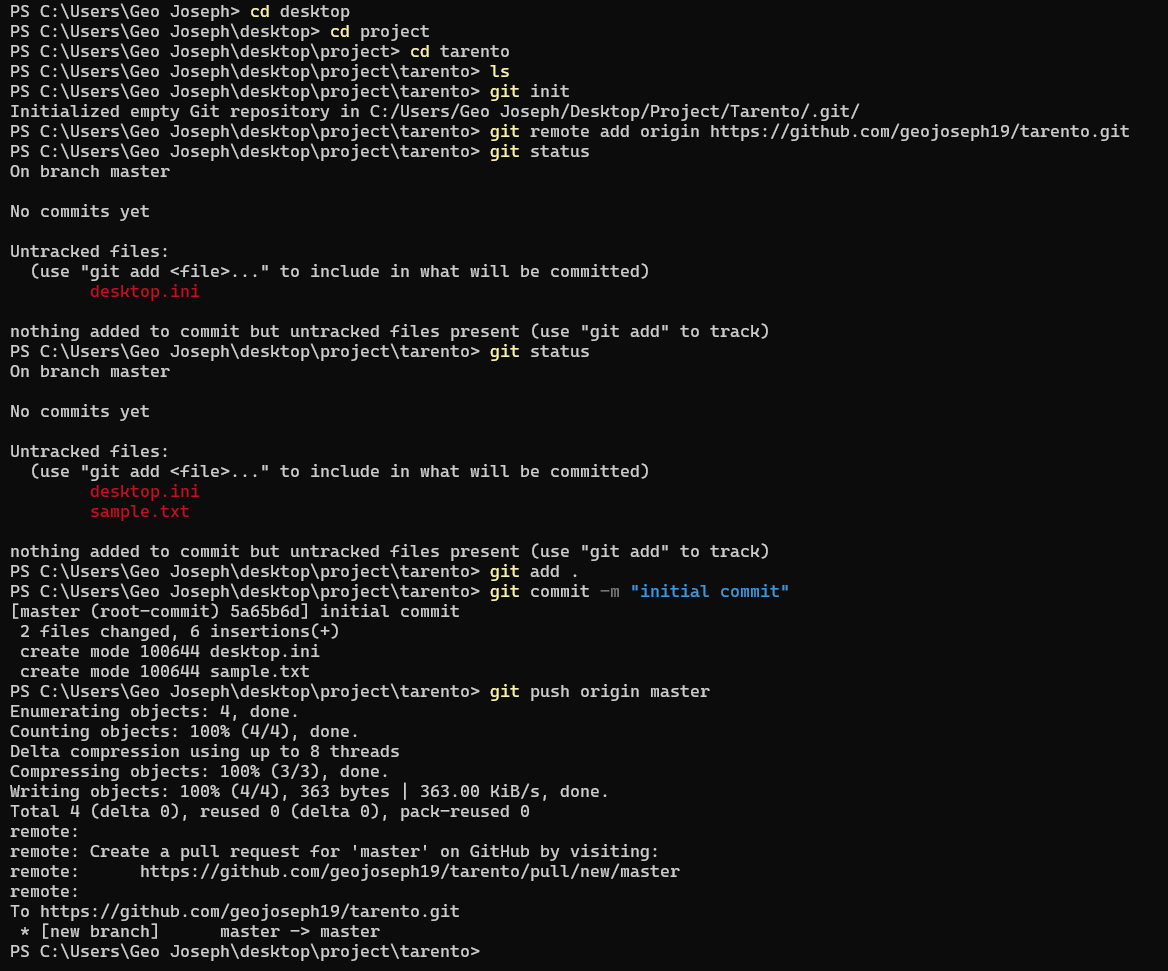 PS C:\Users\Geo Joseph> cd desktop
PS C:\Users\Geo Joseph\desktop> cd project
PS C:\Users\Geo Joseph\desktop\project> cd tarento
PS C:\Users\Geo Joseph\desktop\project\tarento> ls
PS C:\Users\Geo Joseph\desktop\project\tarento> git init
Initialized empty Git repository in C:/Users/Geo Joseph/Desktop/Project/Tarento/.git/
PS C:\Users\Geo Joseph\desktop\project\tarento> git remote add origin https://github.com/geojoseph19/tarento.git
PS C:\Users\Geo Joseph\desktop\project\tarento> git status
On branch master

No commits yet

Untracked files:
  (use "git add <file>..." to include in what will be committed)
        desktop.ini

nothing added to commit but untracked files present (use "git add" to track)
PS C:\Users\Geo Joseph\desktop\project\tarento> git status
On branch master

No commits yet

Untracked files:
  (use "git add <file>..." to include in what will be committed)
        desktop.ini
        sample.txt

nothing added to commit but untracked files present (use "git add" to track)
PS C:\Users\Geo Joseph\desktop\project\tarento> git add .
PS C:\Users\Geo Joseph\desktop\project\tarento> git commit -m "initial commit"
[master (root-commit) 5a65b6d] initial commit
 2 files changed, 6 insertions(+)
 create mode 100644 desktop.ini
 create mode 100644 sample.txt
PS C:\Users\Geo Joseph\desktop\project\tarento> git push origin master
Enumerating objects: 4, done.
Counting objects: 100% (4/4), done.
Delta compression using up to 8 threads
Compressing objects: 100% (3/3), done.
Writing objects: 100% (4/4), 363 bytes | 363.00 KiB/s, done.
Total 4 (delta 0), reused 0 (delta 0), pack-reused 0
remote:
remote: Create a pull request for 'master' on GitHub by visiting:
remote:      https://github.com/geojoseph19/tarento/pull/new/master
remote:
To https://github.com/geojoseph19/tarento.git
 * [new branch]      master -> master
PS C:\Users\Geo Joseph\desktop\project\tarento>